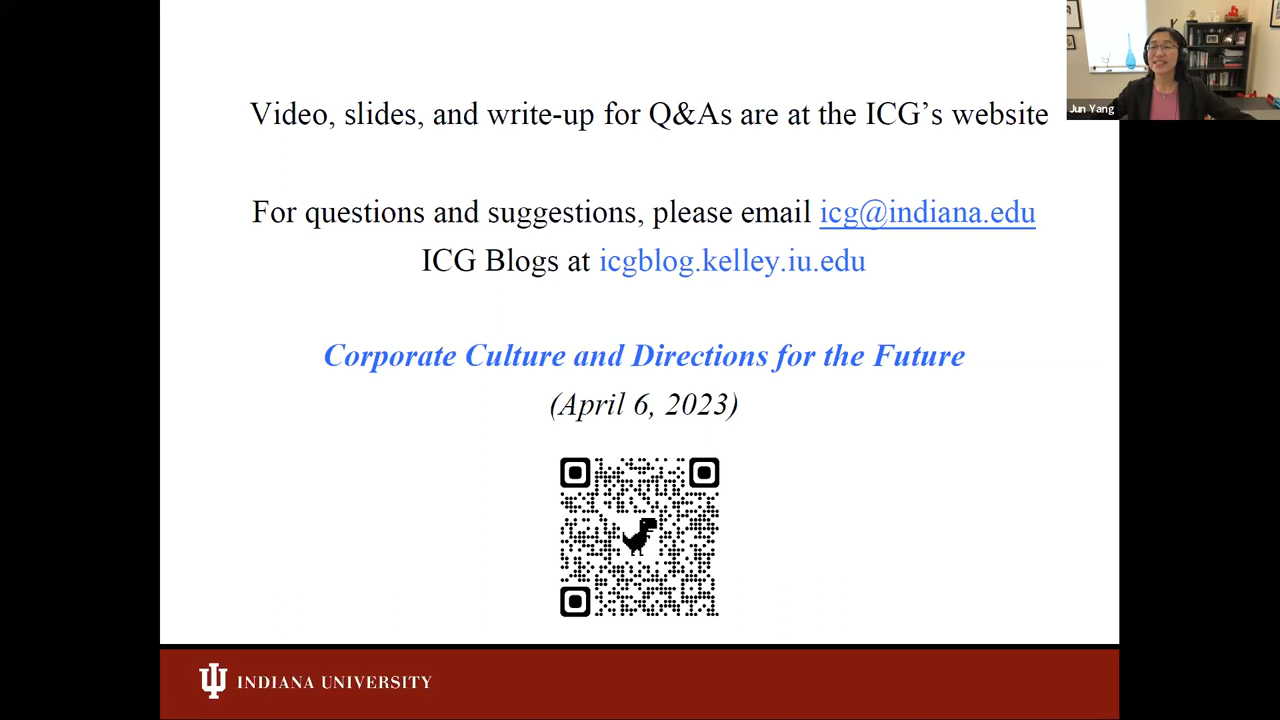 Video, slides, and write-up for Q&As are at the ICG’s website
Jun Yang
For questions and suggestions, please email icg@indiana.edu
ICG Blogs at icgblog.kelley.iu.edu
Corporate Culture and Directions for the Future
(April 6, 2023)
INDIANA UNIVERSITY